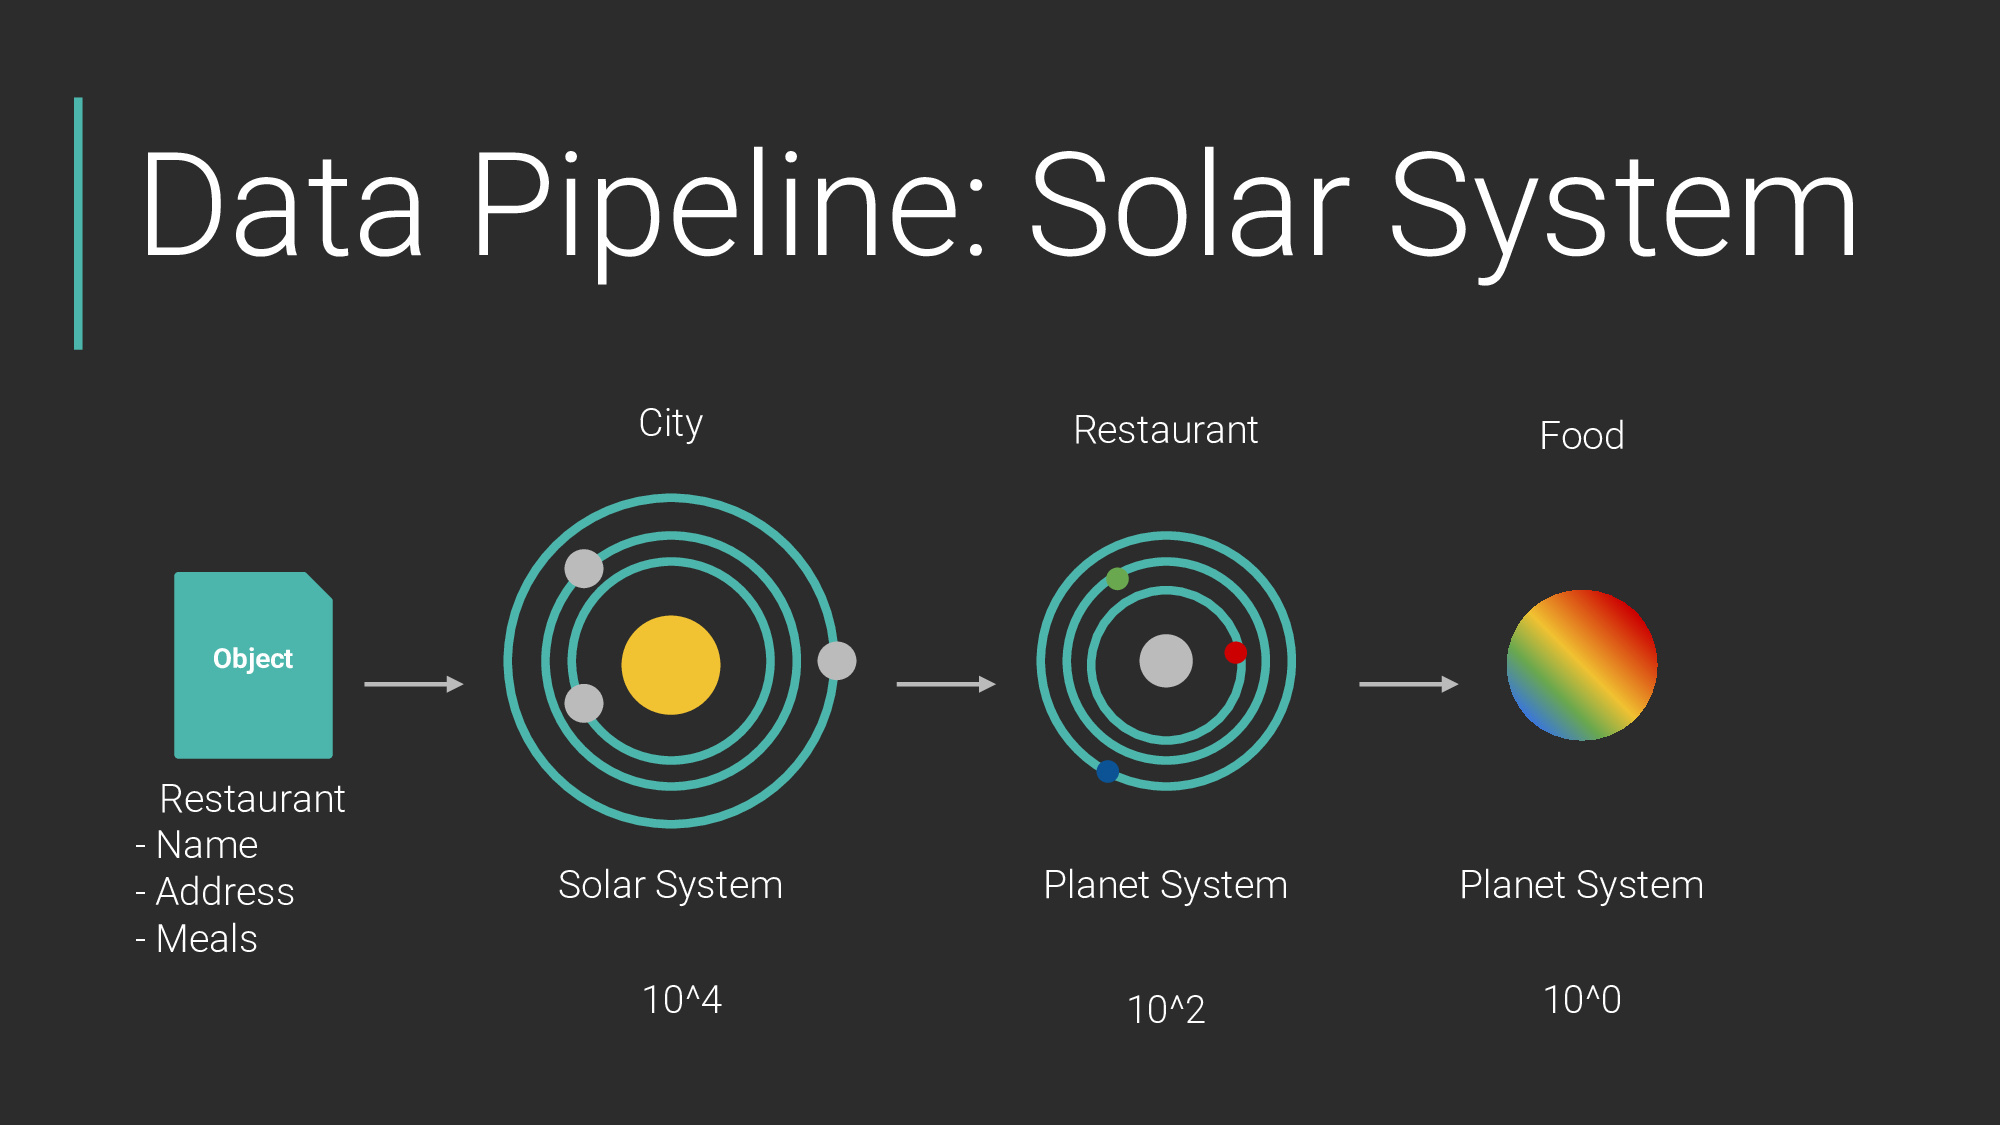 Data Pipeline: Solar System
City
Restaurant
Food
Object
Restaurant
- Name
- Address
- Meals
Solar System
Planet System
Planet System
10^4
10^2
10^0